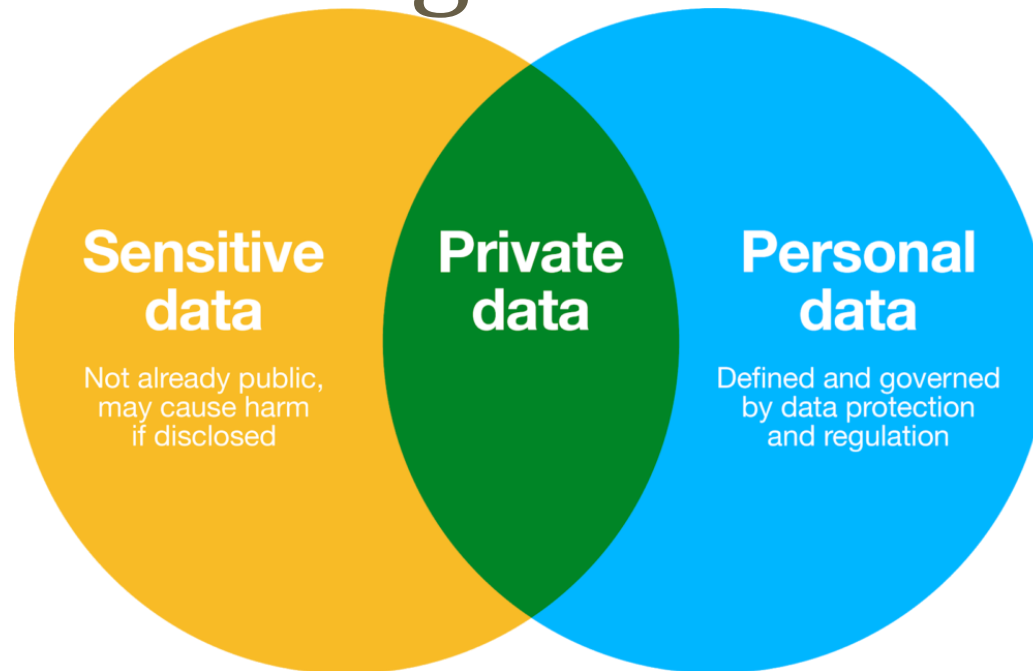 Sensitive
data
Not already public,
may cause harm
if disclosed
Private
data
Personal
data
Defined and governed
by data protection
and regulation